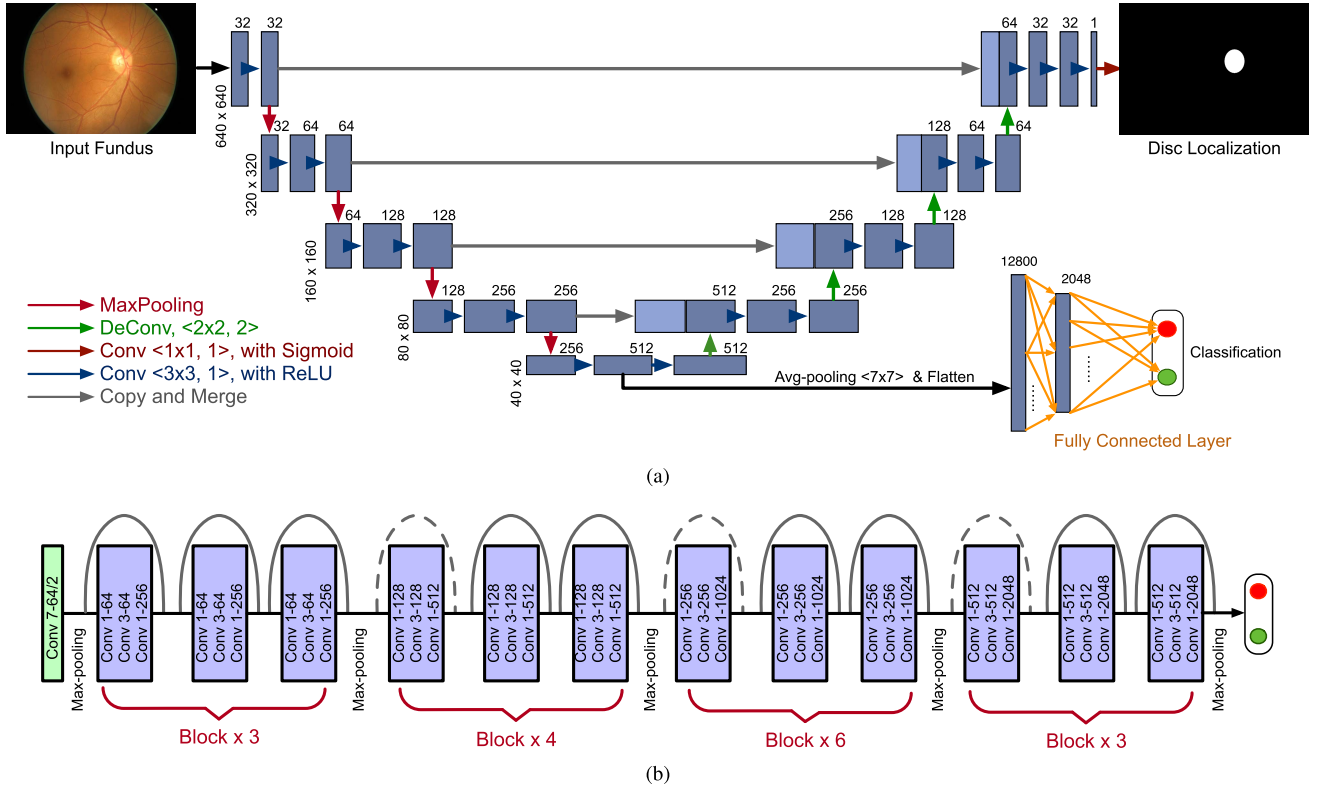 32 32
64 32 32 1
640 x 640
Input Fundus
Disc Localization
32 64 64
128 64 64
320 x 320
64 128 128
256 128 128
160 x 160
12800
2048
128 256 256
512 256 256
80 x 80
MaxPooling
DeConv, <2x2, 2>
Conv <1x1, 1>, with Sigmoid
Conv <3x3, 1>, with ReLU
Copy and Merge
256 512 512
40 x 40
Avg-pooling <7x7> & Flatten
Classification
Fully Connected Layer
(a)
Conv 7-64/2
Max-pooling
Conv 1-64
Conv 3-64
Conv 1-256
Conv 1-64
Conv 3-64
Conv 1-256
Conv 1-64
Conv 3-64
Conv 1-256
Block x 3
Max-pooling
Conv 1-128
Conv 3-128
Conv 1-512
Conv 1-128
Conv 3-128
Conv 1-512
Conv 1-128
Conv 3-128
Conv 1-512
Block x 4
Max-pooling
Conv 1-256
Conv 3-256
Conv 1-1024
Conv 1-256
Conv 3-256
Conv 1-1024
Conv 1-256
Conv 3-256
Conv 1-1024
Block x 6
Max-pooling
Conv 1-512
Conv 3-512
Conv 1-2048
Conv 1-512
Conv 3-512
Conv 1-2048
Conv 1-512
Conv 3-512
Conv 1-2048
Block x 3
Max-pooling
(b)